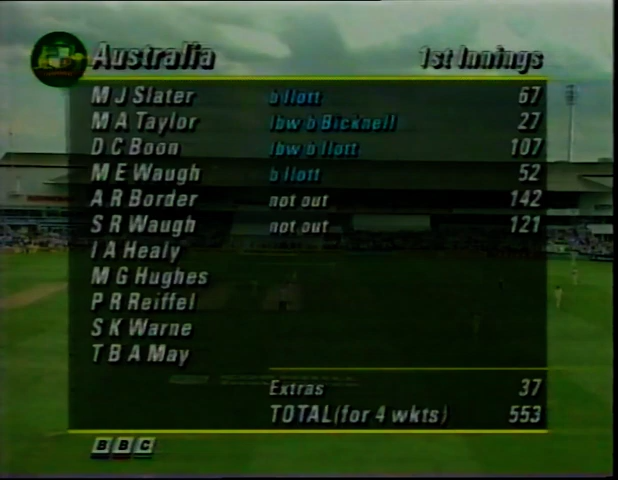 Australia 1st Innings
M J Slater b Ilott 67
M A Taylor lbw b Bicknell 27
D C Boon lbw b Ilott 107
M E Waugh b Ilott 52
A R Border not out 142
S R Waugh not out 121
I A Healy
M G Hughes
P R Reiffel
S K Warne
T B A May
Extras 37
TOTAL(for 4 wkts) 553
BBC